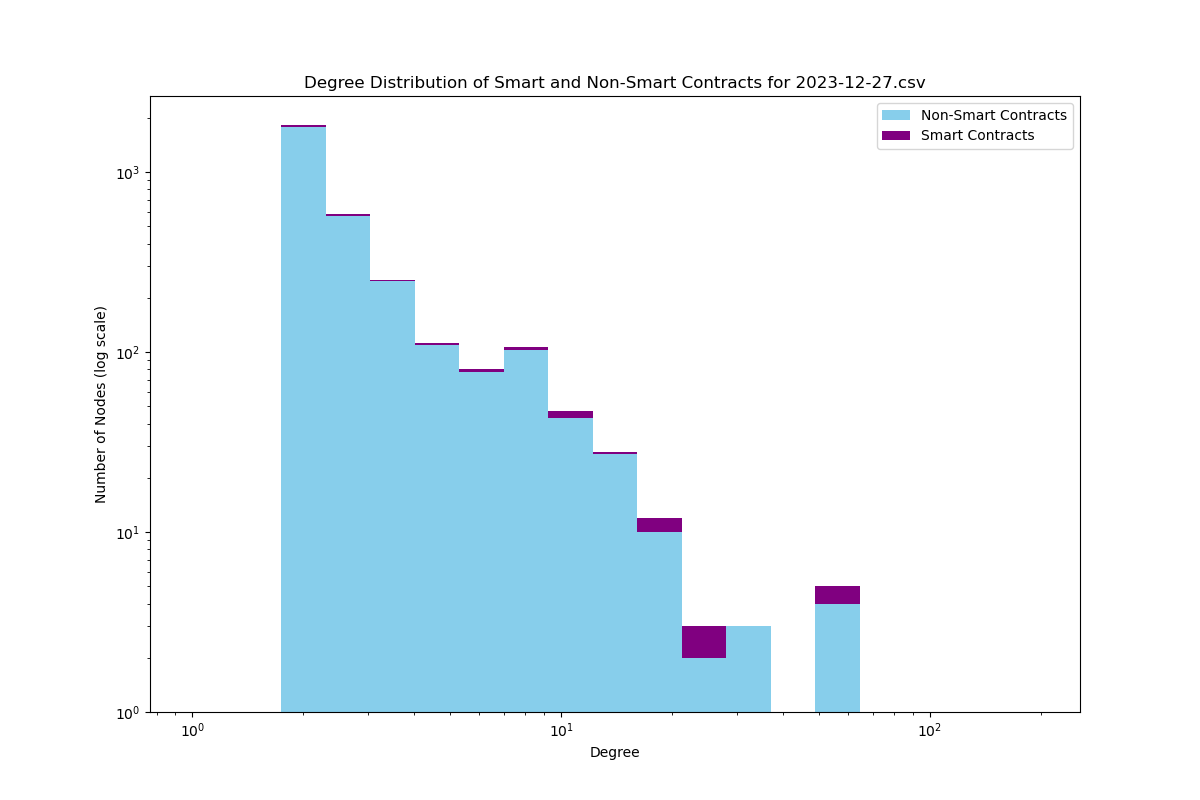 Degree Distribution of Smart and Non-Smart Contracts for 2023-12-27.csv
Non-Smart Contracts
Smart Contracts
Number of Nodes (log scale)
10³
10²
10¹
10⁰
10⁰ 10¹ 10²
Degree